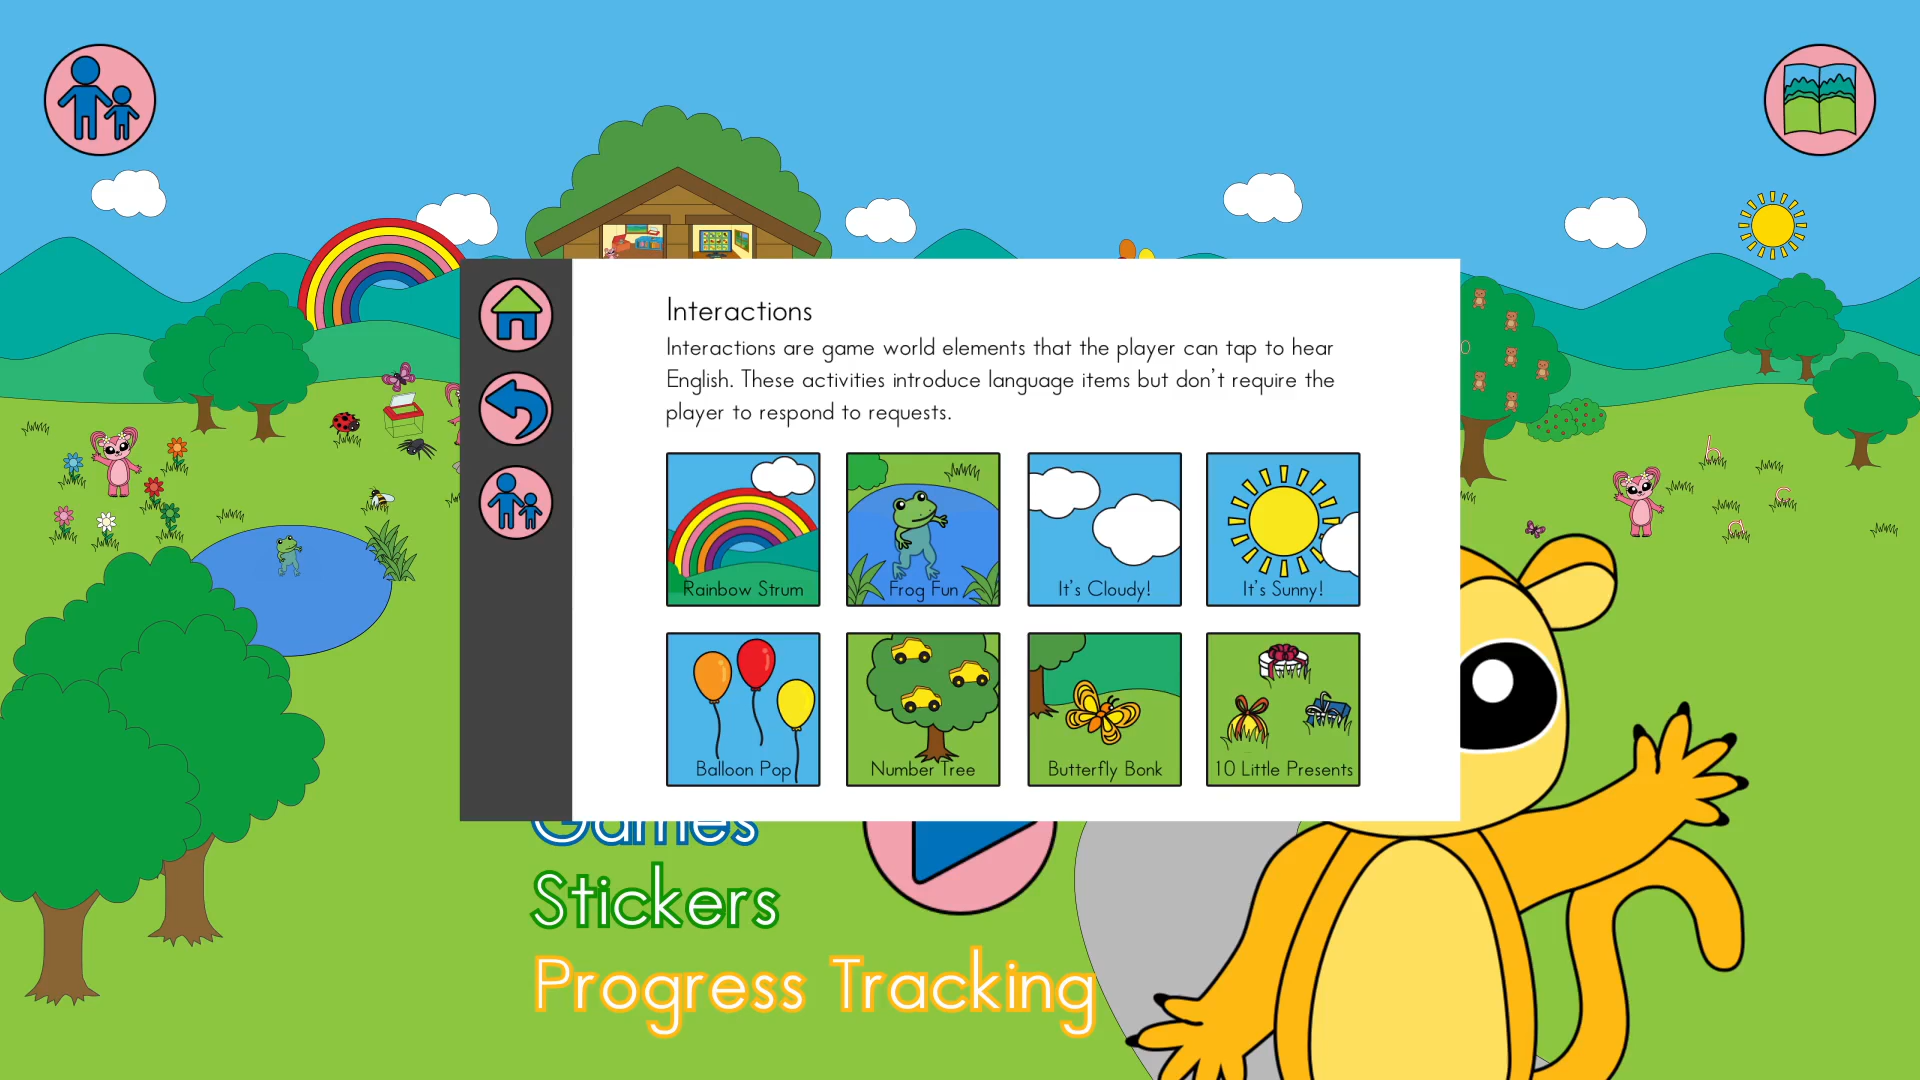 Interactions
Interactions are game world elements that the player can tap to hear
English. These activities introduce language items but don't require the
player to respond to requests.
Rainbow Strum
Frog Fun
It's Cloudy!
It's Sunny!
Balloon Pop
Number Tree
Butterfly Bonk
10 Little Presents
Games
Stickers
Progress Tracking
h
c
a